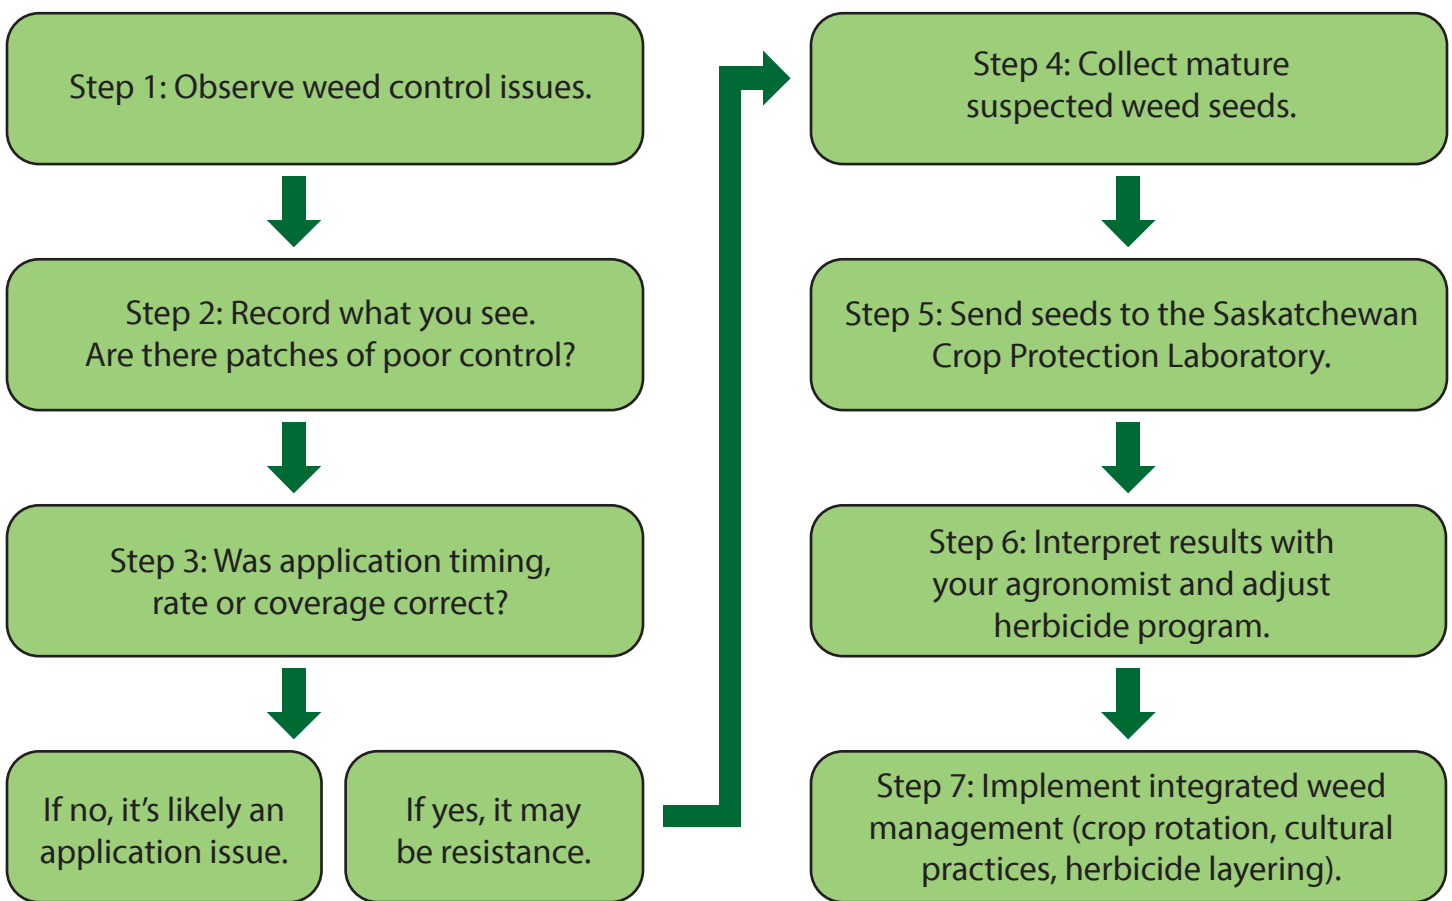 Step 1: Observe weed control issues.
Step 2: Record what you see.
Are there patches of poor control?
Step 3: Was application timing,
rate or coverage correct?
If no, it's likely an
application issue.
If yes, it may
be resistance.
Step 4: Collect mature
suspected weed seeds.
Step 5: Send seeds to the Saskatchewan
Crop Protection Laboratory.
Step 6: Interpret results with
your agronomist and adjust
herbicide program.
Step 7: Implement integrated weed
management (crop rotation, cultural
practices, herbicide layering).